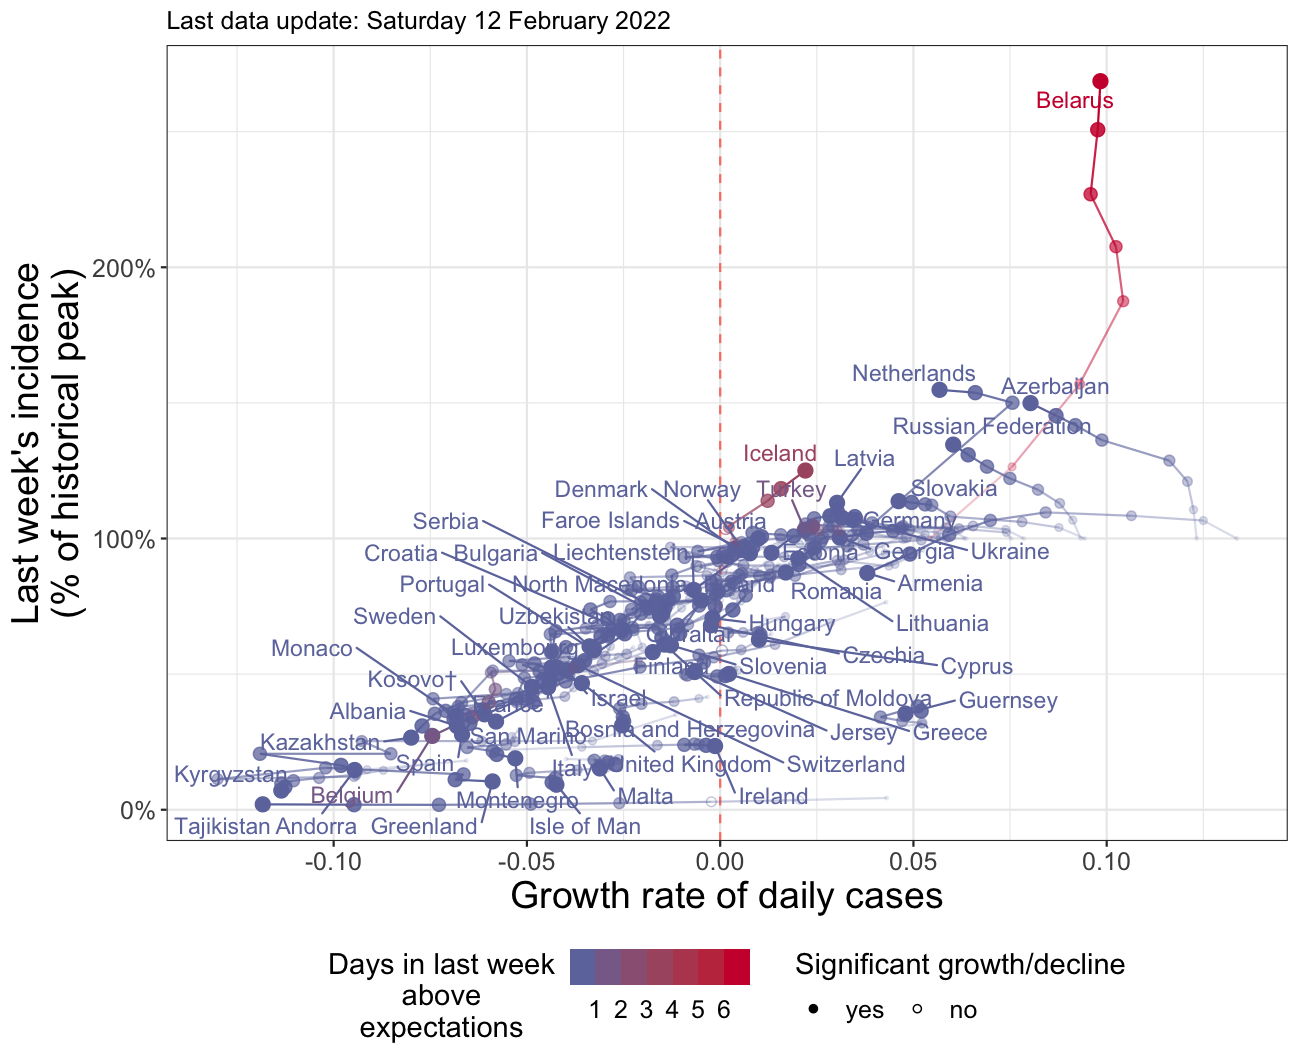 Last data update: Saturday 12 February 2022
Last week's incidence
(% of historical peak)
200%
100%
0%
Belarus
Netherlands
Azerbaijan
Russian Federation
Iceland
Latvia
Denmark
Norway
Turkey
Slovakia
Serbia
Faroe Islands
Austria
Germany
Croatia
Bulgaria
Liechtenstein
Estonia
Georgia
Ukraine
Portugal
North Macedonia
Romania
Armenia
Sweden
Uzbekistan
Hungary
Lithuania
Monaco
Luxembourg
Gibraltar
Czechia
Kosovo†
Finland
Slovenia
Cyprus
Albania
France
Israel
Republic of Moldova
Guernsey
Kazakhstan
San Marino
Bosnia and Herzegovina
Jersey
Greece
Kyrgyzstan
Spain
Italy
United Kingdom
Switzerland
Belgium
Montenegro
Malta
Ireland
Tajikistan
Andorra
Greenland
Isle of Man
-0.10
-0.05
0.00
0.05
0.10
Growth rate of daily cases
Days in last week
above
expectations
1 2 3 4 5 6
Significant growth/decline
yes
no